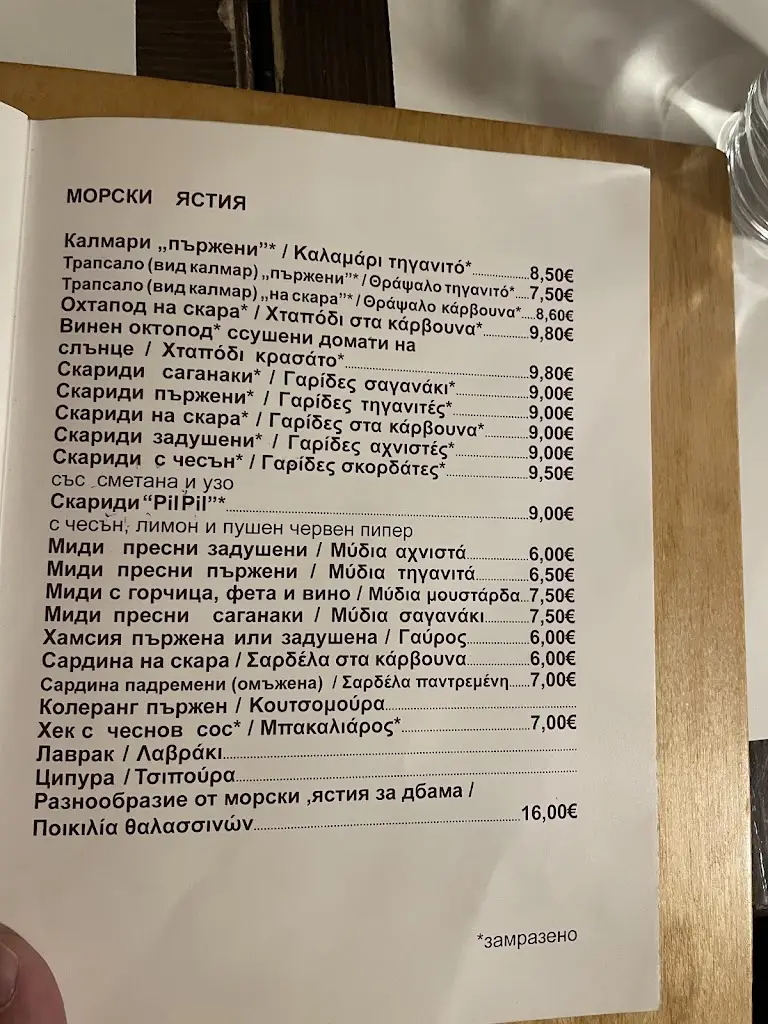 МОРСКИ ЯСТИЯ
Калмари „пържени”* / Καλαμάρι τηγανιτό*..........8,50€
Трапсало (вид калмар) „пържени”* / Θράψαλο τηγανιτό*....7,50€
Трапсало (вид калмар) „на скара”* / Θράψαλο κάρβουνα*....8,60€
Охтапод на скара* / Χταπόδι στα κάρβουνα*..........9,80€
Винен октопод* ссушени домати на
слънце / Χταπόδι κρασάτο*..........9,80€
Скариди саганаки* / Γαρίδες σαγανάκι*..........9,00€
Скариди пържени* / Γαρίδες τηγανιτές*..........9,00€
Скариди на скара* / Γαρίδες στα κάρβουνα*..........9,00€
Скариди задушени* / Γαρίδες αχνιστές*..........9,00€
Скариди с чесън* / Γαρίδες σκορδάτες*..........9,50€
със сметана и узо
Скариди “Pil Pil”*..........9,00€
с чесън, лимон и пушен червен пипер
Миди пресни задушени / Μύδια αχνιστά..........6,00€
Миди пресни пържени / Μύδια τηγανιτά..........6,50€
Миди с горчица, фета и вино / Μύδια μουστάρδα..7,50€
Миди пресни саганаки / Μύδια σαγανάκι..........7,50€
Хамсия пържена или задушена / Γαύρος..........6,00€
Сардина на скара / Σαρδέλα στα κάρβουνα..........6,00€
Сардина падремени (омъжена) / Σαρδέλα παντρεμένη......7,00€
Колеранг пържен / Κουτσομούρα..........
Хек с чеснов сос* / Μπακαλιάρος*..........7,00€
Лаврак / Λαβράκι..........
Ципура / Τσιπούρα..........
Разнообразие от морски ,ястия за дбама /
Ποικιλία θαλασσινών..........16,00€
*замразено